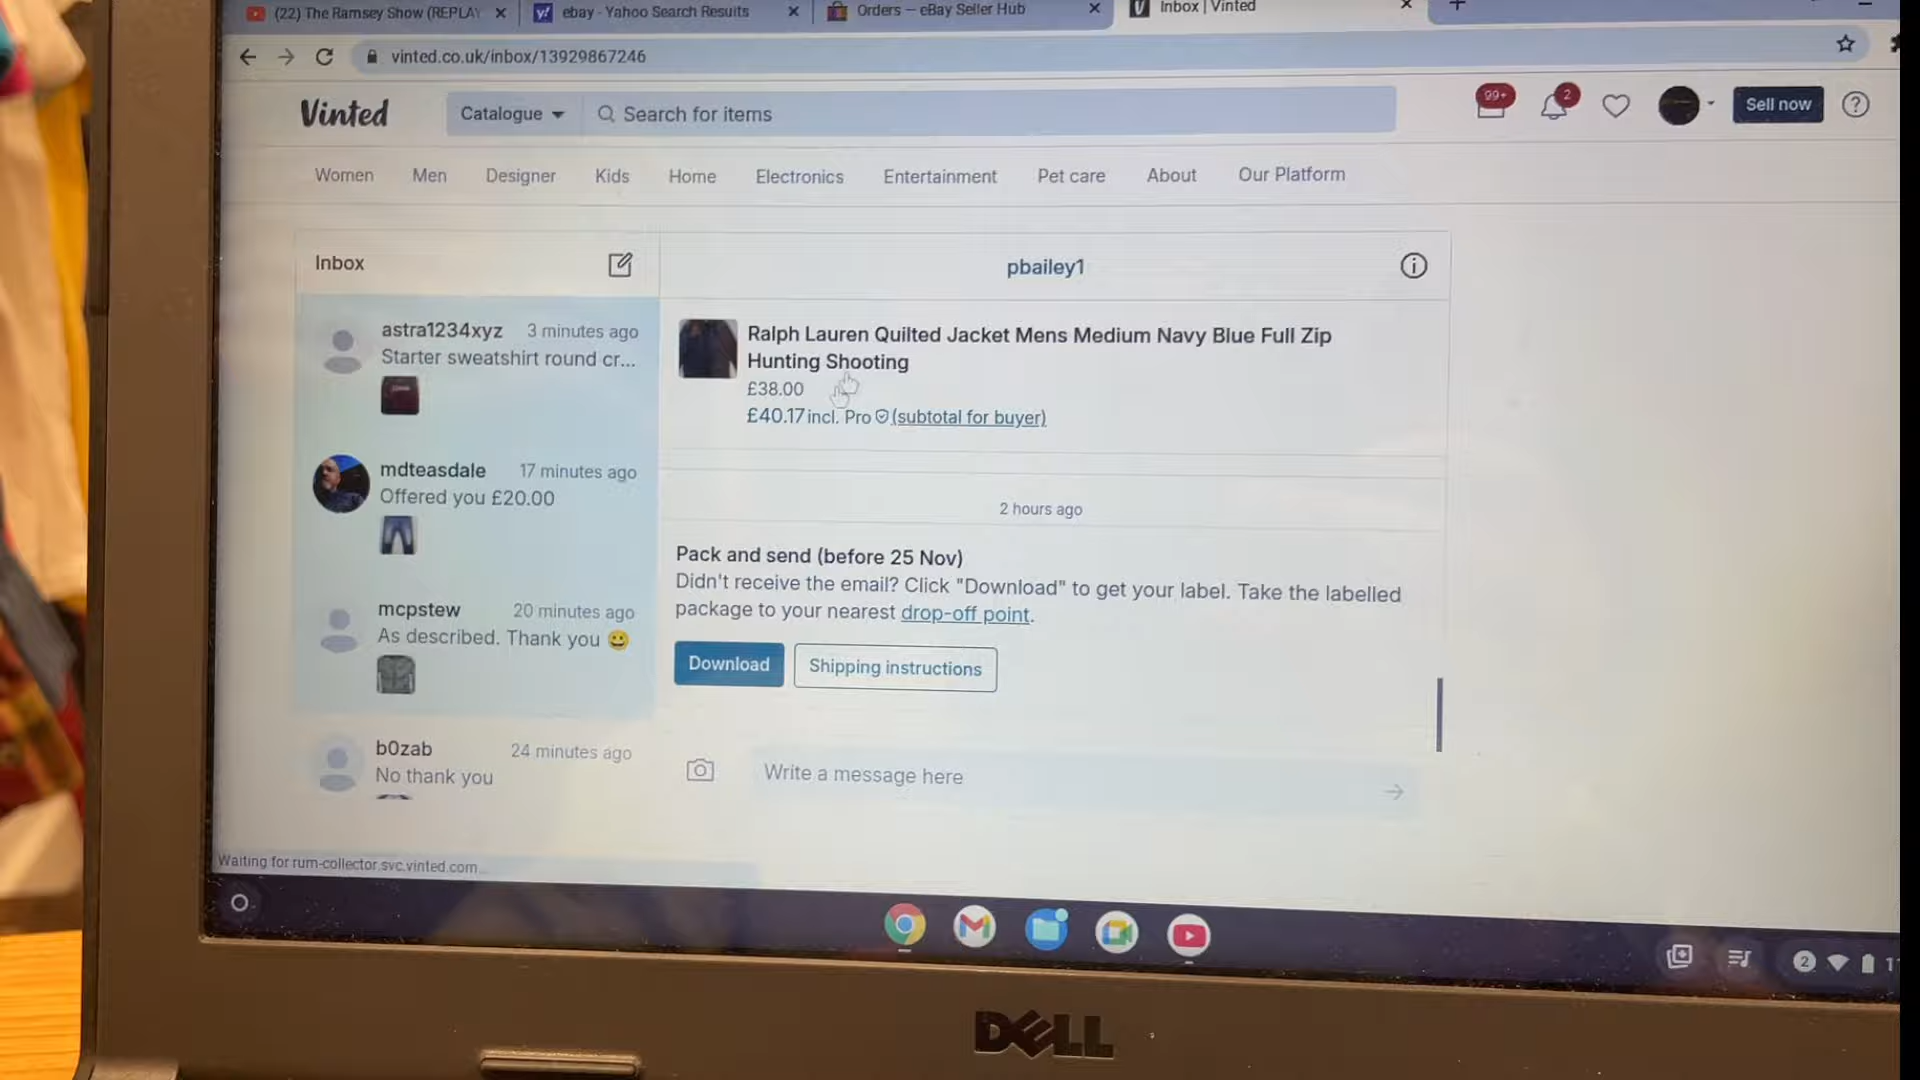 (22) The Ramsey Show (REPLAY
ebay - Yahoo Search Results
Orders – eBay Seller Hub
Inbox | Vinted
vinted.co.uk/inbox/13929867246
Vinted
Catalogue
Search for items
99+
2
Sell now
Women
Men
Designer
Kids
Home
Electronics
Entertainment
Pet care
About
Our Platform
Inbox
pbailey1
astra1234xyz 3 minutes ago
Starter sweatshirt round cr...
mdteasdale 17 minutes ago
Offered you £20.00
mcpstew 20 minutes ago
As described. Thank you 😀
b0zab 24 minutes ago
No thank you
Ralph Lauren Quilted Jacket Mens Medium Navy Blue Full Zip
Hunting Shooting
£38.00
£40.17 incl. Pro (subtotal for buyer)
2 hours ago
Pack and send (before 25 Nov)
Didn't receive the email? Click "Download" to get your label. Take the labelled
package to your nearest drop-off point.
Download
Shipping instructions
Write a message here
Waiting for rum-collector.svc.vinted.com...
2
DELL